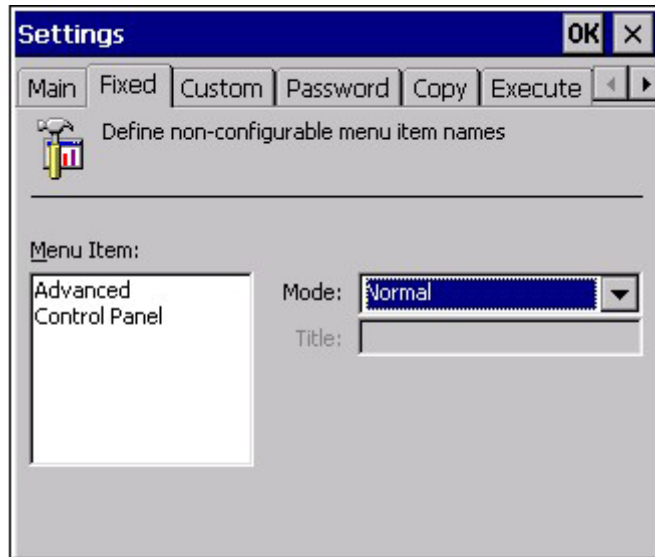 Settings OK
Main Fixed Custom Password Copy Execute
Define non-configurable menu item names
Menu Item:
Advanced
Control Panel
Mode: Normal
Title: